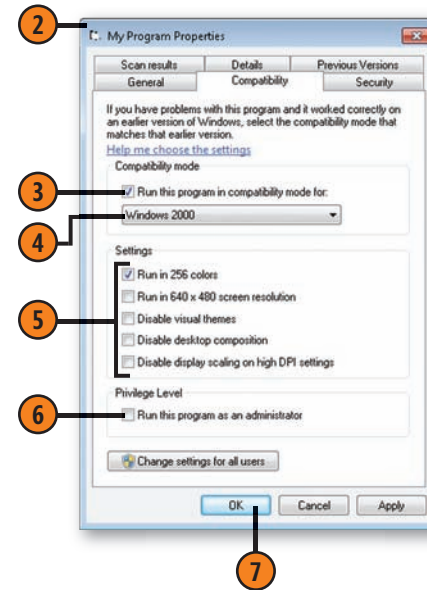 2
My Program Properties
Scan results Details Previous Versions
General Compatibility Security
If you have problems with this program and it worked correctly on
an earlier version of Windows, select the compatibility mode that
matches that earlier version.
Help me choose the settings
Compatibility mode
3
Run this program in compatibility mode for:
4
Windows 2000
Settings
5
Run in 256 colors
Run in 640 x 480 screen resolution
Disable visual themes
Disable desktop composition
Disable display scaling on high DPI settings
Privilege Level
6
Run this program as an administrator
Change settings for all users
OK Cancel Apply
7